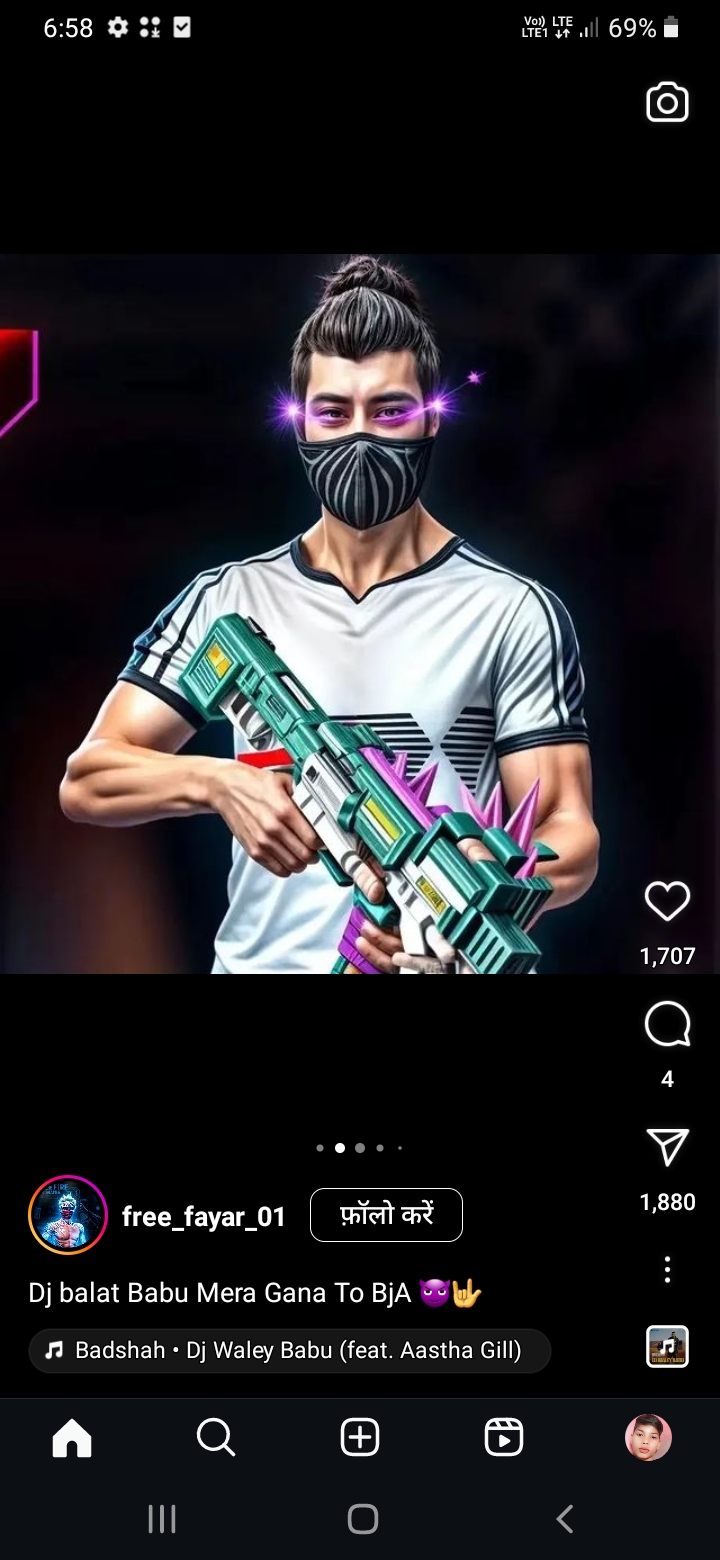 6:58
Vo)) LTE
LTE1
69%
1,707
4
1,880
free_fayar_01
फ़ॉलो करें
Dj balat Babu Mera Gana To BjA 😈🤟
Badshah • Dj Waley Babu (feat. Aastha Gill)